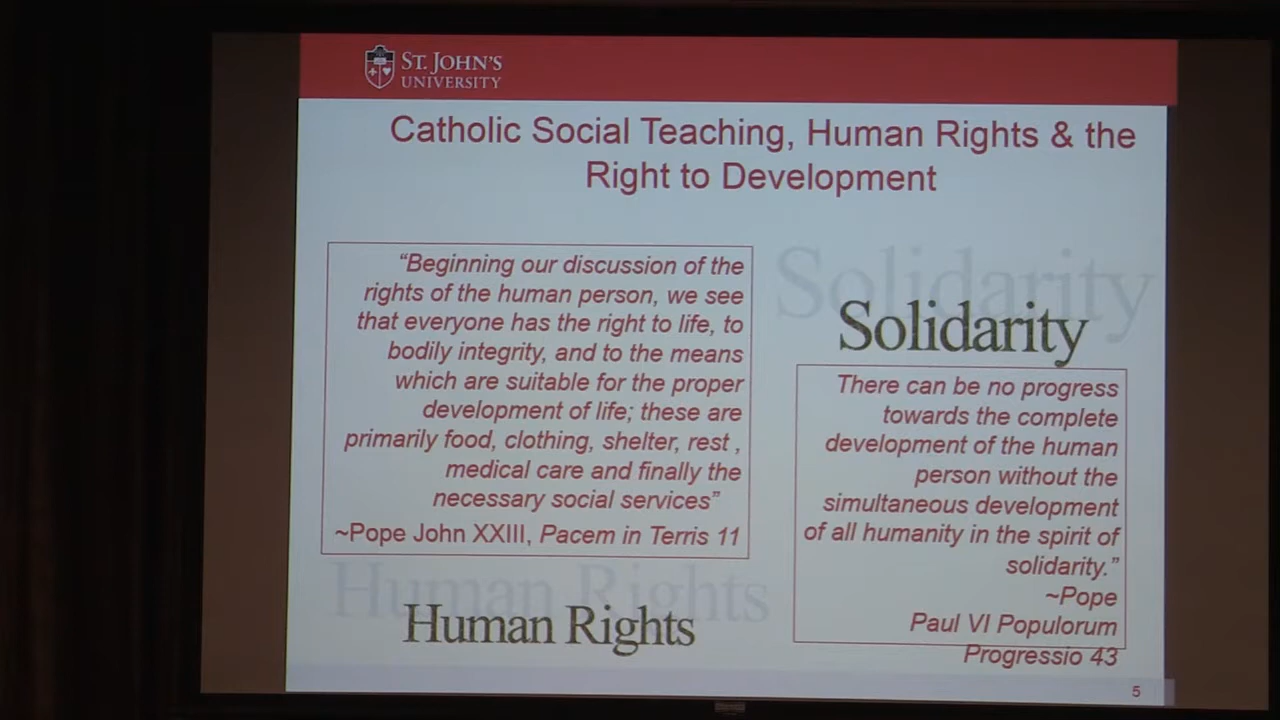 ST. JOHN'S
UNIVERSITY
Catholic Social Teaching, Human Rights & the
Right to Development
“Beginning our discussion of the
rights of the human person, we see
that everyone has the right to life, to
bodily integrity, and to the means
which are suitable for the proper
development of life; these are
primarily food, clothing, shelter, rest ,
medical care and finally the
necessary social services”
~Pope John XXIII, Pacem in Terris 11
Human Rights
Human Rights
Solidarity
Solidarity
There can be no progress
towards the complete
development of the human
person without the
simultaneous development
of all humanity in the spirit of
solidarity.”
~Pope
Paul VI Populorum
Progressio 43
5